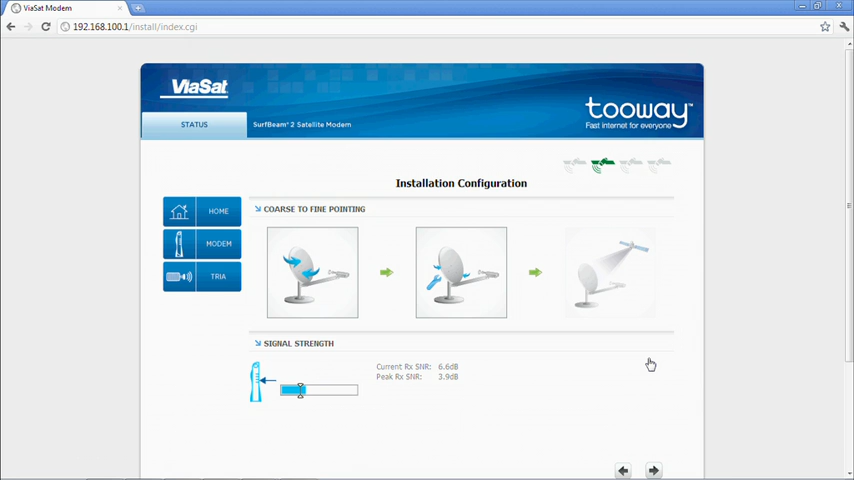 ViaSat Modem
192.168.100.1/install/index.cgi
ViaSat
tooway™
Fast internet for everyone
STATUS
SurfBeam® 2 Satellite Modem
Installation Configuration
HOME
MODEM
TRIA
COARSE TO FINE POINTING
SIGNAL STRENGTH
Current Rx SNR: 6.6dB
Peak Rx SNR: 3.9dB